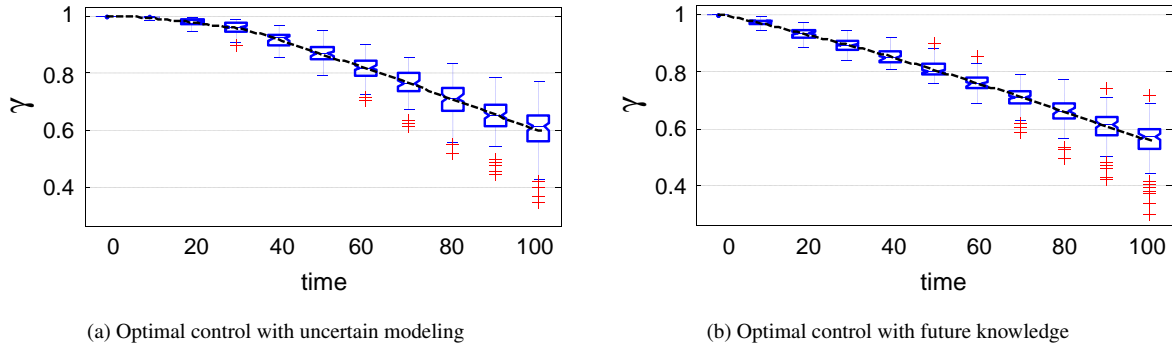 1
0.8
0.6
0.4
γ
0 20 40 60 80 100
time
(a) Optimal control with uncertain modeling
1
0.8
0.6
0.4
γ
0 20 40 60 80 100
time
(b) Optimal control with future knowledge